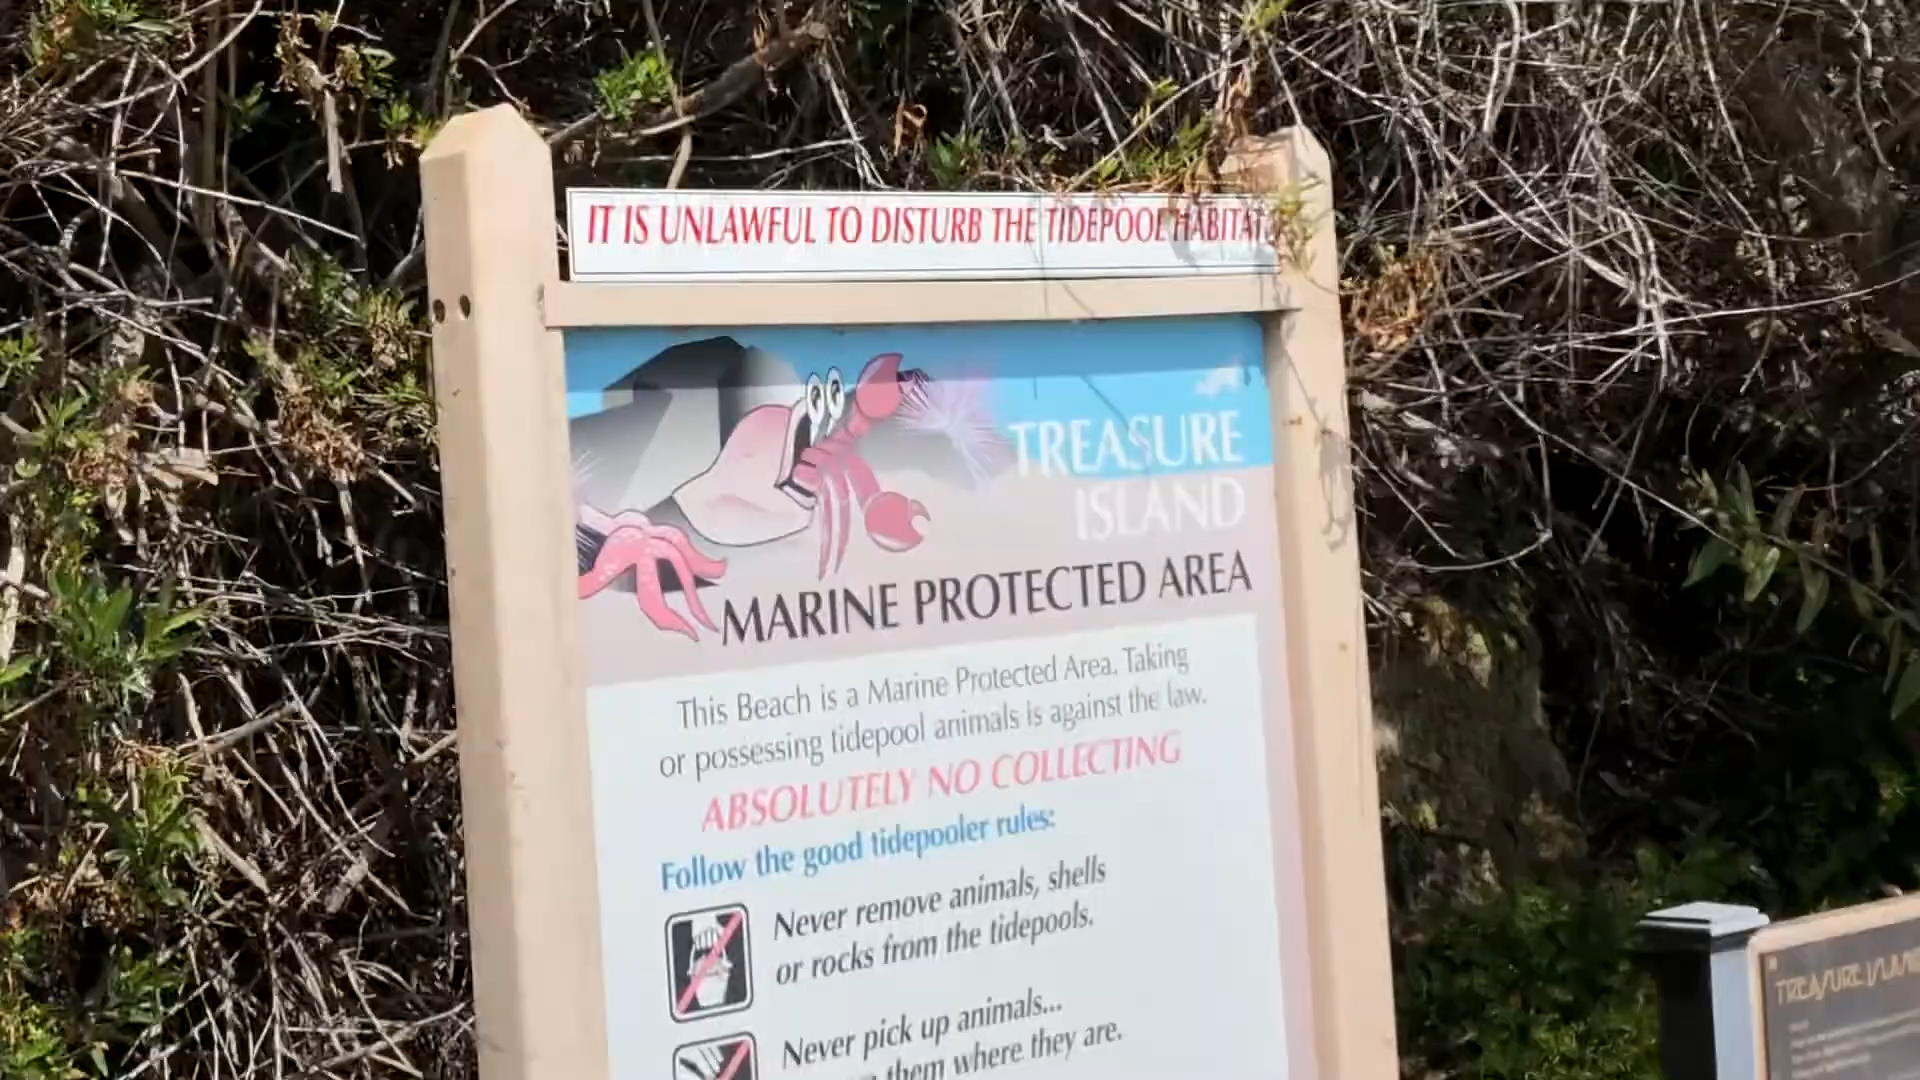 IT IS UNLAWFUL TO DISTURB THE TIDEPOOL HABITAT
TREASURE
ISLAND
MARINE PROTECTED AREA
This Beach is a Marine Protected Area. Taking
or possessing tidepool animals is against the law.
ABSOLUTELY NO COLLECTING
Follow the good tidepooler rules:
Never remove animals, shells
or rocks from the tidepools.
Never pick up animals...
them where they are.
TREASURE ISLAND